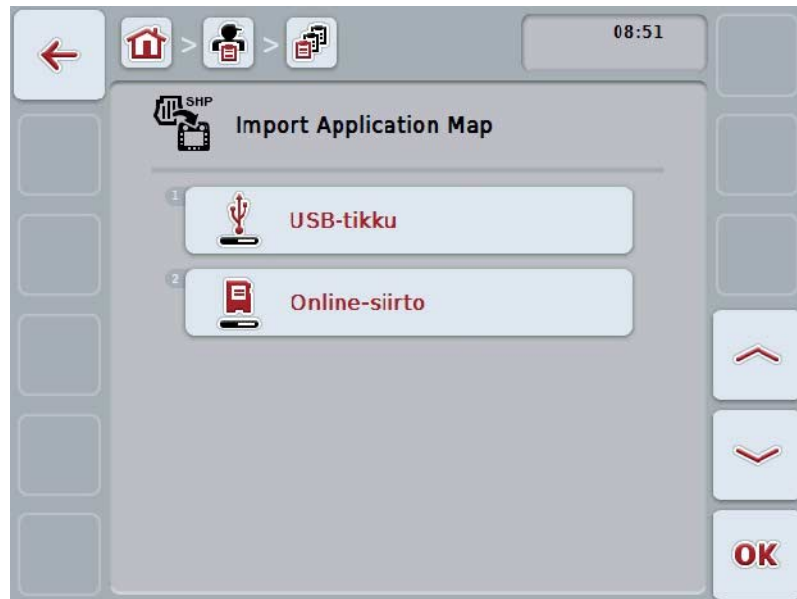 08:51
SHP
Import Application Map
1
USB-tikku
2
Online-siirto
OK